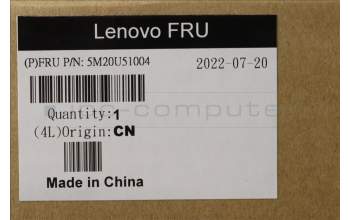 Lenovo FRU
(P)FRU P/N: 5M20U51004 2022-07-20
Quantity:1
(4L)Origin:CN
Made in China